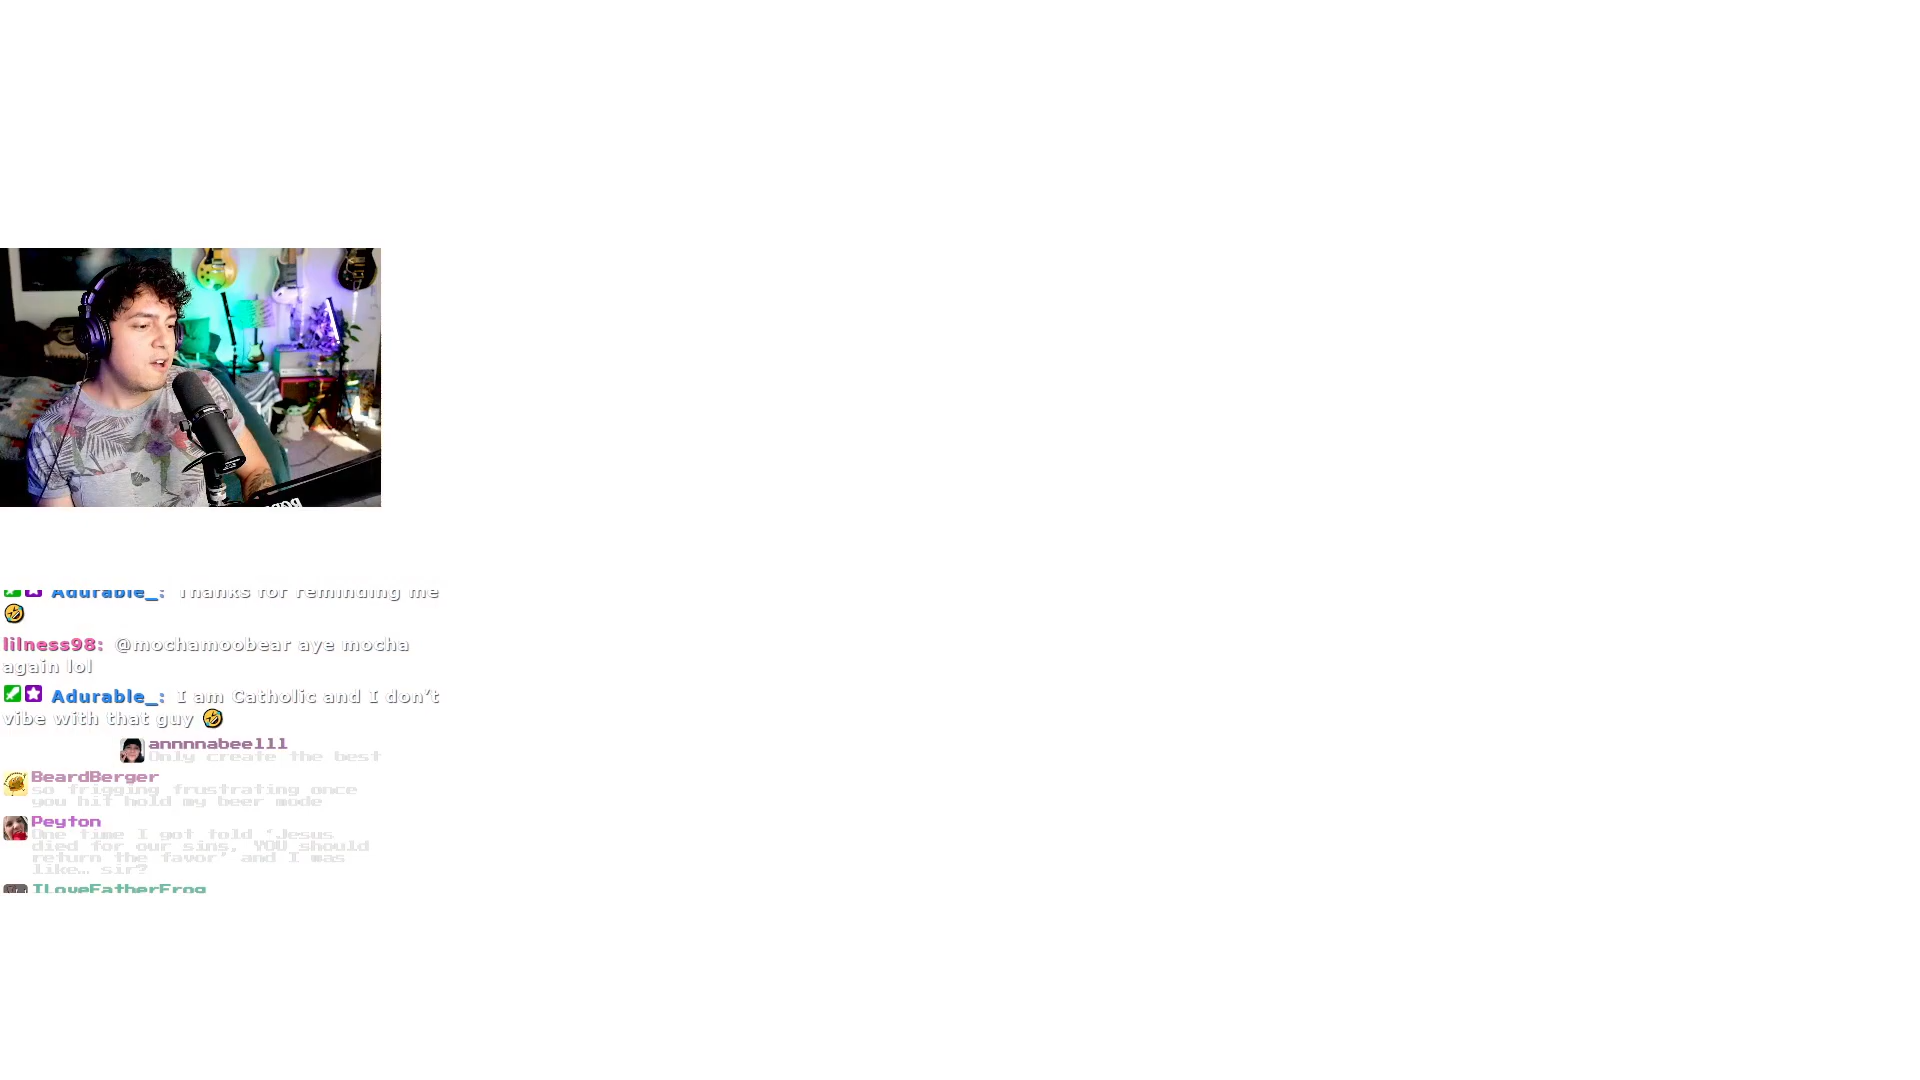 Adurable_: Thanks for reminding me
🤣
lilness98: @mochamoobear aye mocha
again lol
Adurable_: I am Catholic and I don't
vibe with that guy 🤣
annnnabeelll
Only create the best
BeardBerger
so frigging frustrating once
you hit hold my beer mode
Peyton
One time I got told 'Jesus
died for our sins, YOU should
return the favor' and I was
like… sir?
ILoveFatherFrog